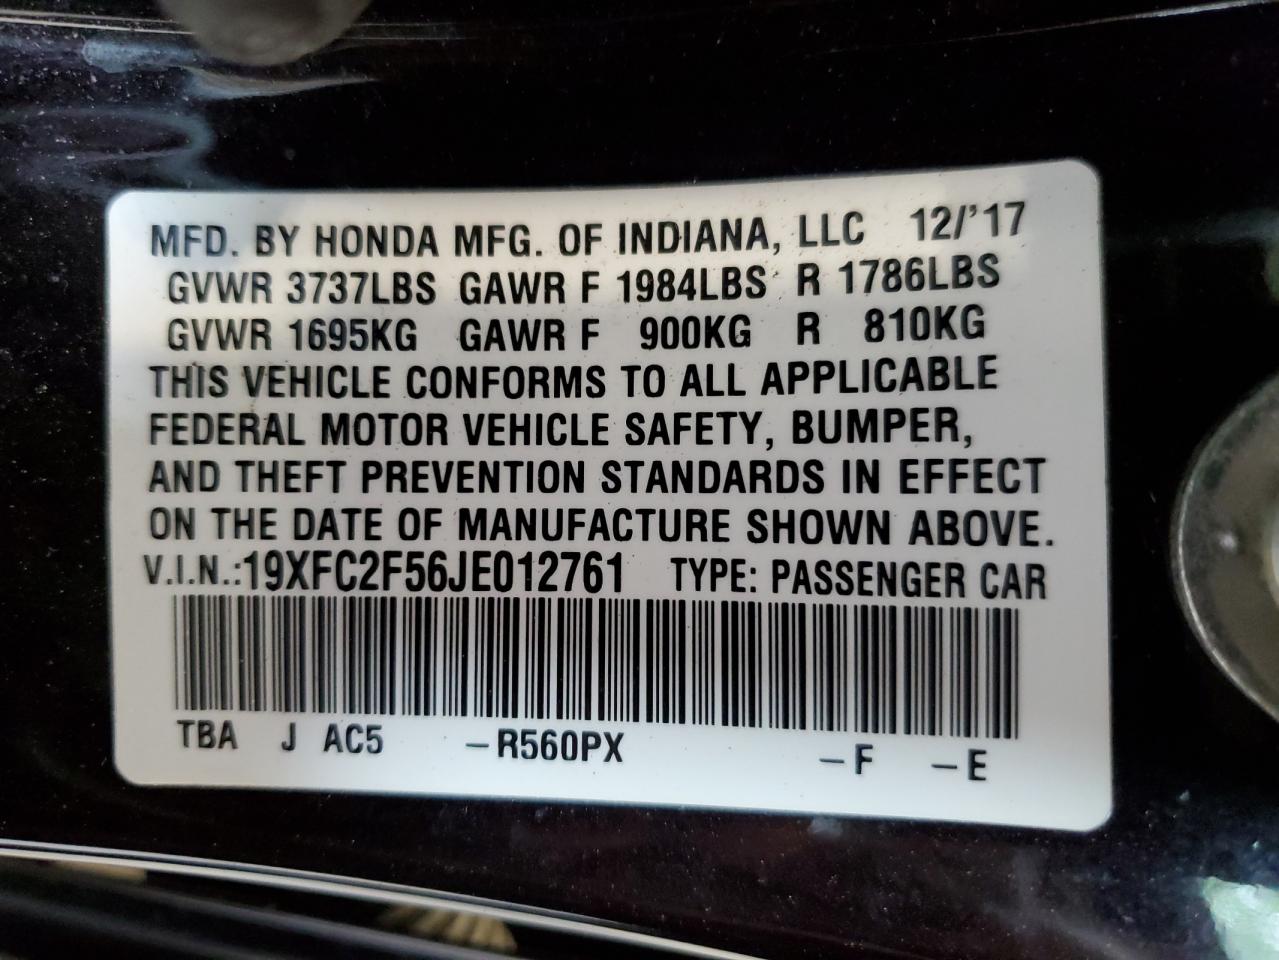 MFD. BY HONDA MFG. OF INDIANA, LLC 12/'17
GVWR 3737LBS GAWR F 1984LBS R 1786LBS
GVWR 1695KG GAWR F 900KG R 810KG
THIS VEHICLE CONFORMS TO ALL APPLICABLE
FEDERAL MOTOR VEHICLE SAFETY, BUMPER,
AND THEFT PREVENTION STANDARDS IN EFFECT
ON THE DATE OF MANUFACTURE SHOWN ABOVE.
V.I.N.:19XFC2F56JE012761 TYPE: PASSENGER CAR
TBA J AC5 –R560PX –F –E